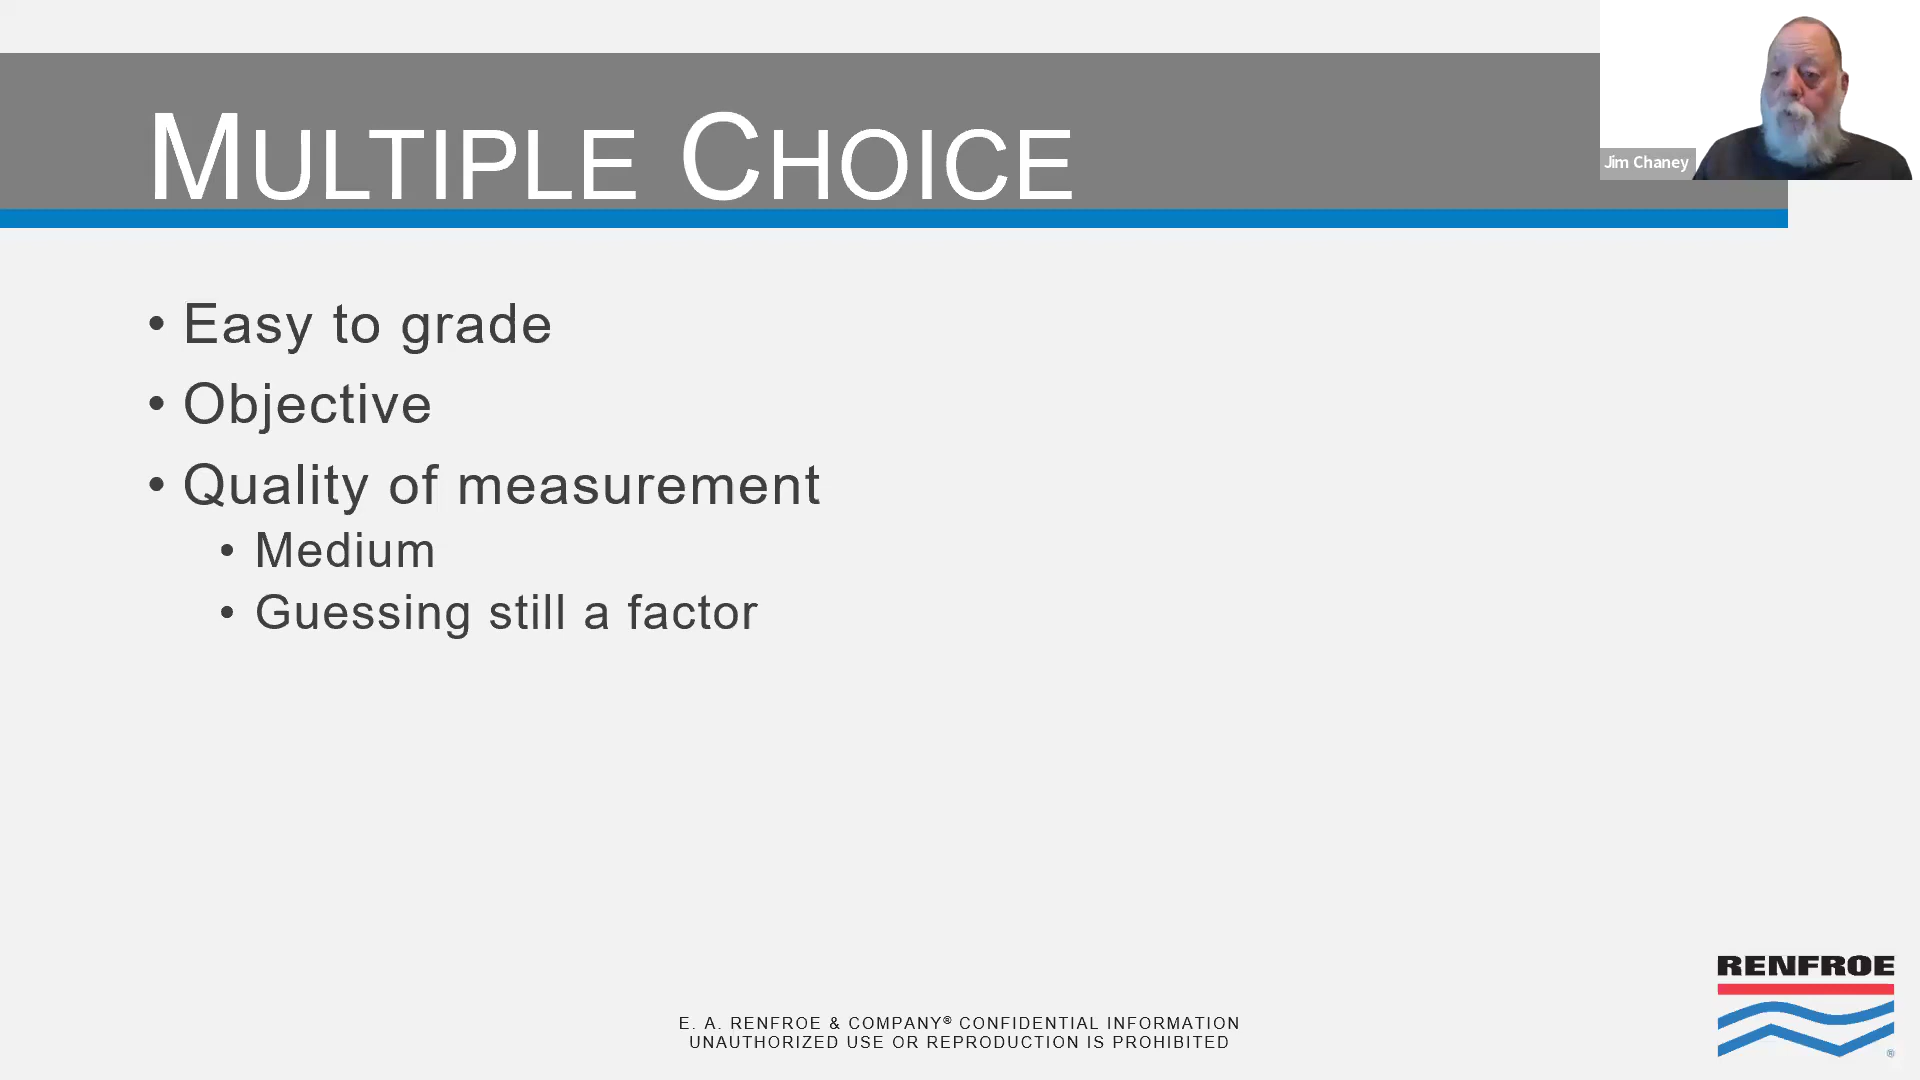 MULTIPLE CHOICE
Jim Chaney
• Easy to grade
• Objective
• Quality of measurement
• Medium
• Guessing still a factor
RENFROE
®
E. A. RENFROE & COMPANY® CONFIDENTIAL INFORMATION
UNAUTHORIZED USE OR REPRODUCTION IS PROHIBITED